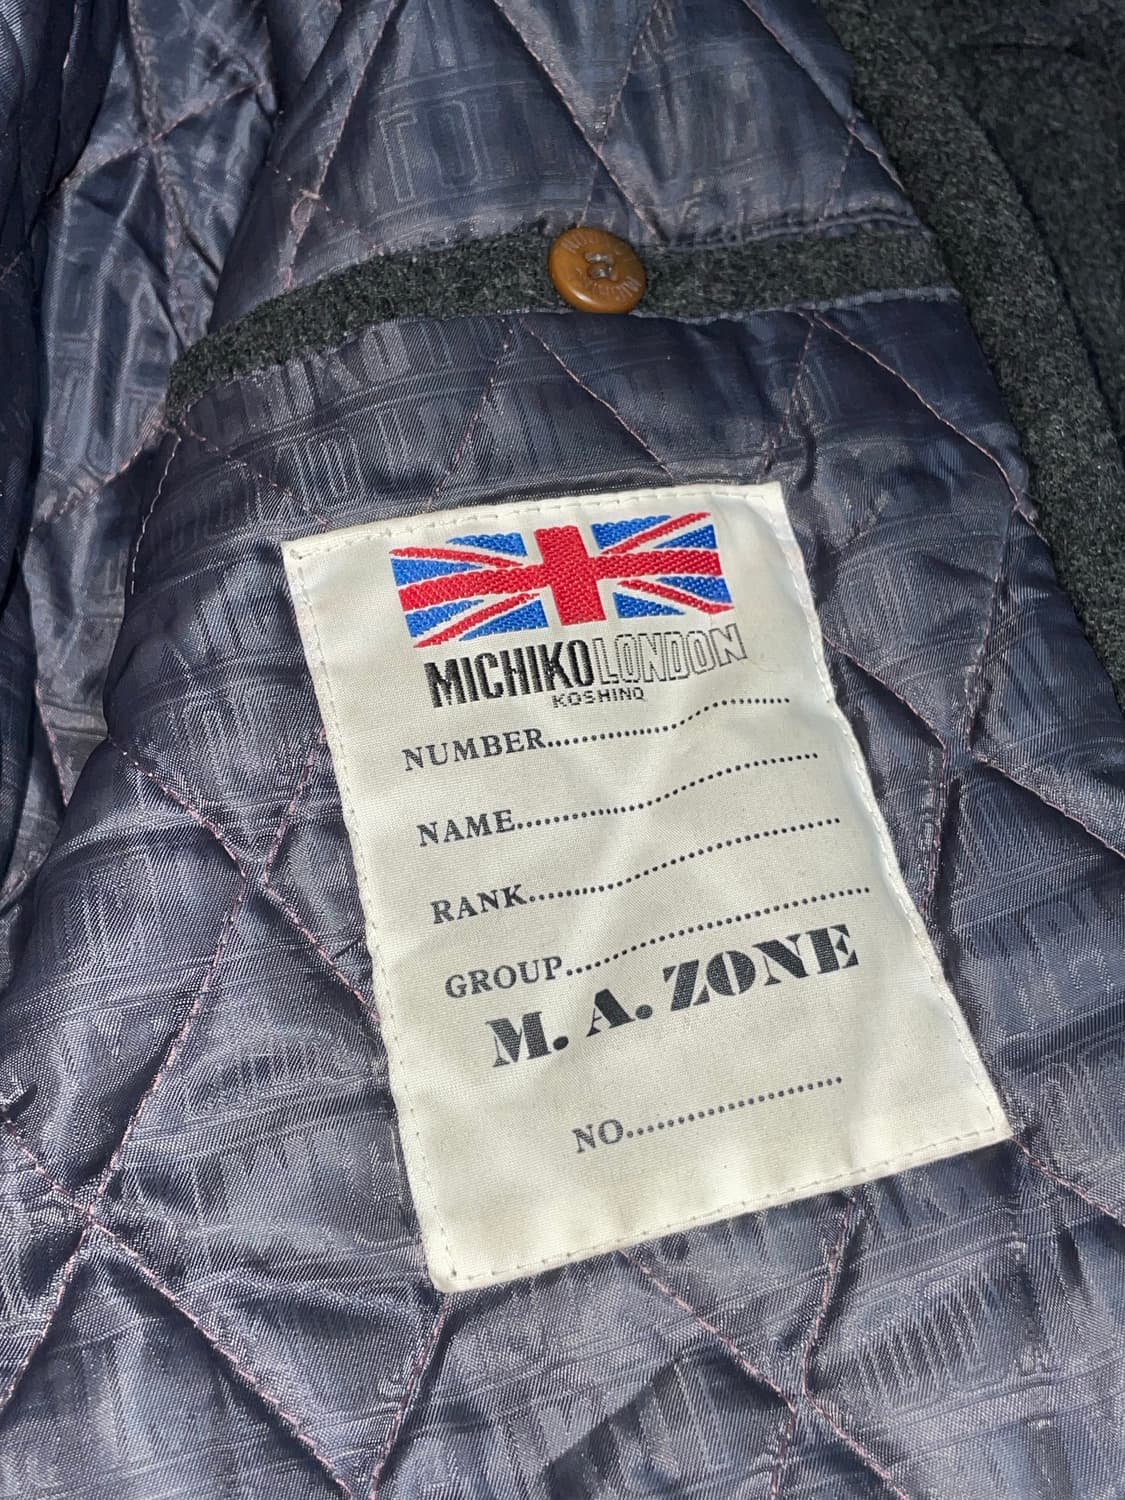 MICHIKO LONDON
KOSHINO
NUMBER
NAME
RANK
GROUP
M. A. ZONE
NO